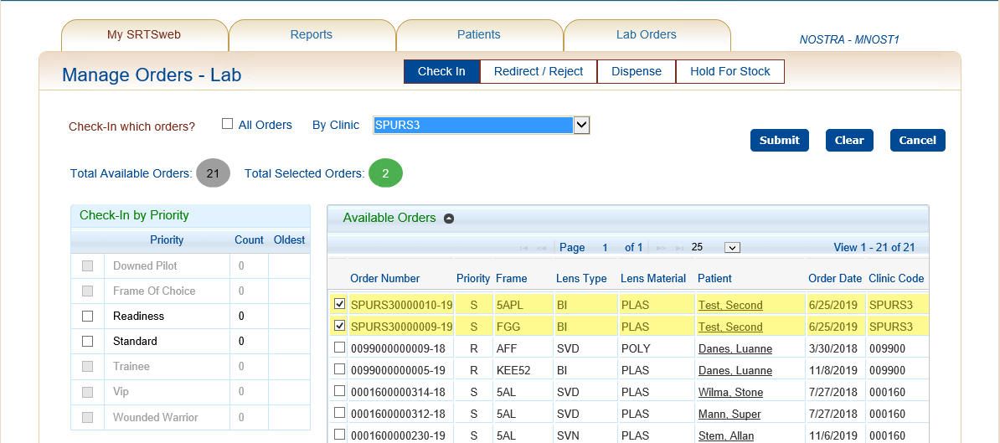 My SRTSweb Reports Patients Lab Orders NOSTRA - MNOST1
Manage Orders - Lab Check In Redirect / Reject Dispense Hold For Stock
Check-In which orders? All Orders By Clinic SPURS3
Submit Clear Cancel
Total Available Orders: 21 Total Selected Orders: 2
Check-In by Priority
Priority Count Oldest
Downed Pilot 0
Frame Of Choice 0
Readiness 0
Standard 0
Trainee 0
Vip 0
Wounded Warrior 0
Available Orders
Page 1 of 1 25 View 1 - 21 of 21
Order Number Priority Frame Lens Type Lens Material Patient Order Date Clinic Code
SPURS30000010-19 S 5APL BI PLAS Test, Second 6/25/2019 SPURS3
SPURS30000009-19 S FGG BI PLAS Test, Second 6/25/2019 SPURS3
0099000000009-18 R AFF SVD POLY Danes, Luanne 3/30/2018 009900
0099000000005-19 R KEE52 BI PLAS Danes, Luanne 11/8/2019 009900
0001600000314-18 S 5AL SVD PLAS Wilma, Stone 7/27/2018 000160
0001600000312-18 S 5AL SVD PLAS Mann, Super 7/27/2018 000160
0001600000230-19 S 5AL SVN PLAS Stem, Allan 11/6/2019 000160